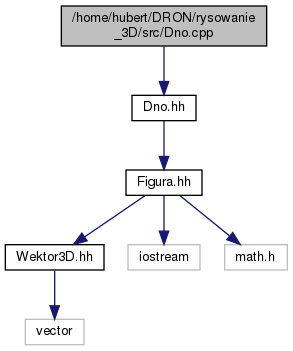 /home/hubert/DRON/rysowanie
_3D/src/Dno.cpp
Dno.hh
Figura.hh
Wektor3D.hh
iostream
math.h
vector